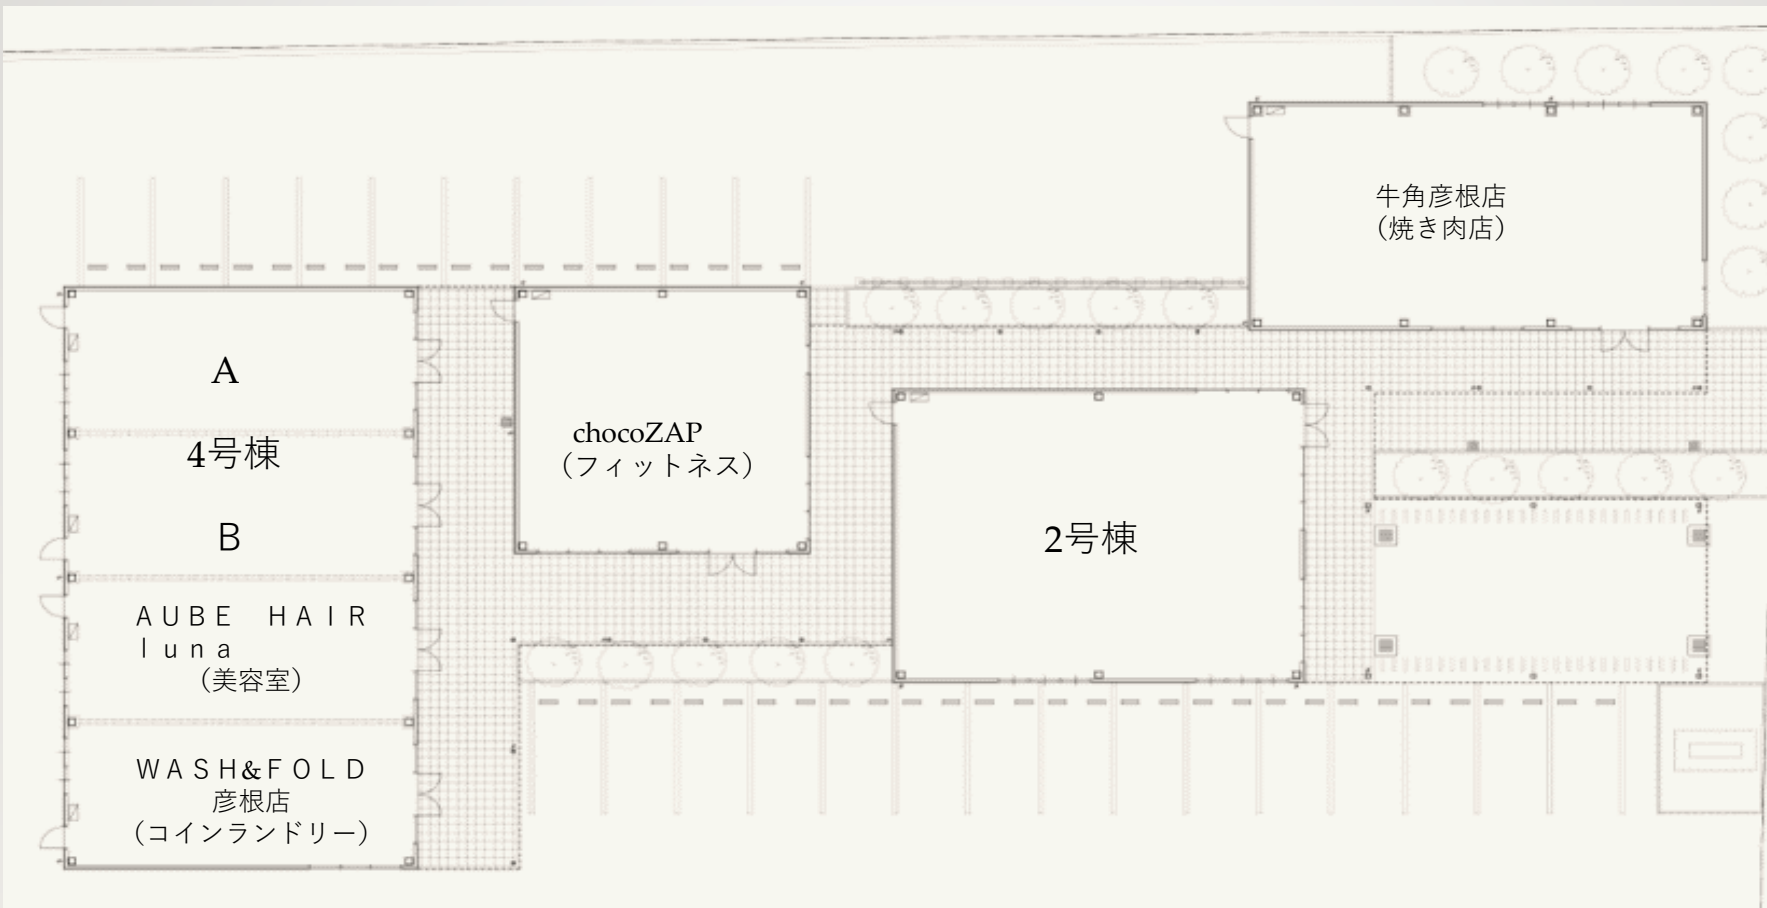 牛角彦根店
（焼き肉店）
A
4号棟
B
ＡＵＢＥ　ＨＡＩＲ
ｌｕｎａ
（美容室）
ＷＡＳＨ&ＦＯＬＤ
彦根店
（コインランドリー）
chocoZAP
（フィットネス）
2号棟